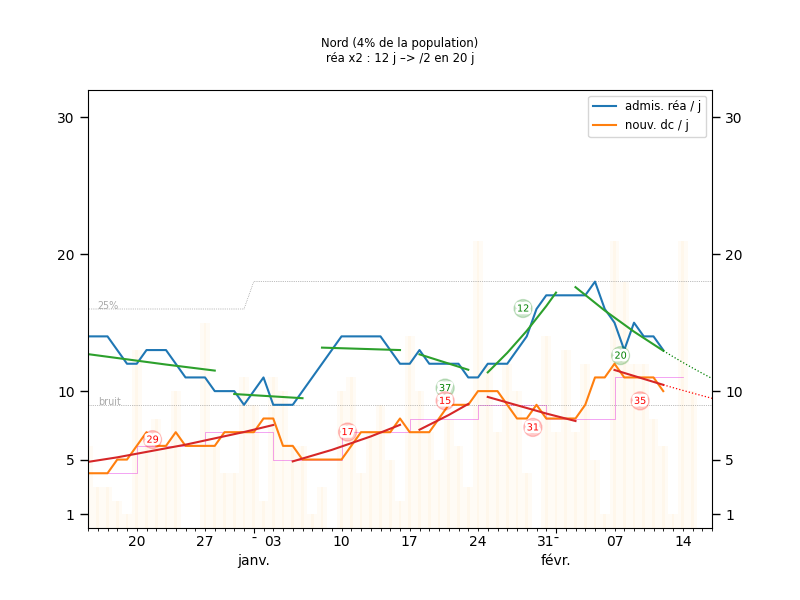 Nord (4% de la population)
réa x2 : 12 j –> /2 en 20 j
admis. réa / j
nouv. dc / j
30 30
20 20
25%
12
20
37
10 10
bruit
15
35
17
31
29
5 5
1 1
20 27 - 03 10 17 24 31 - 07 14
janv. févr.